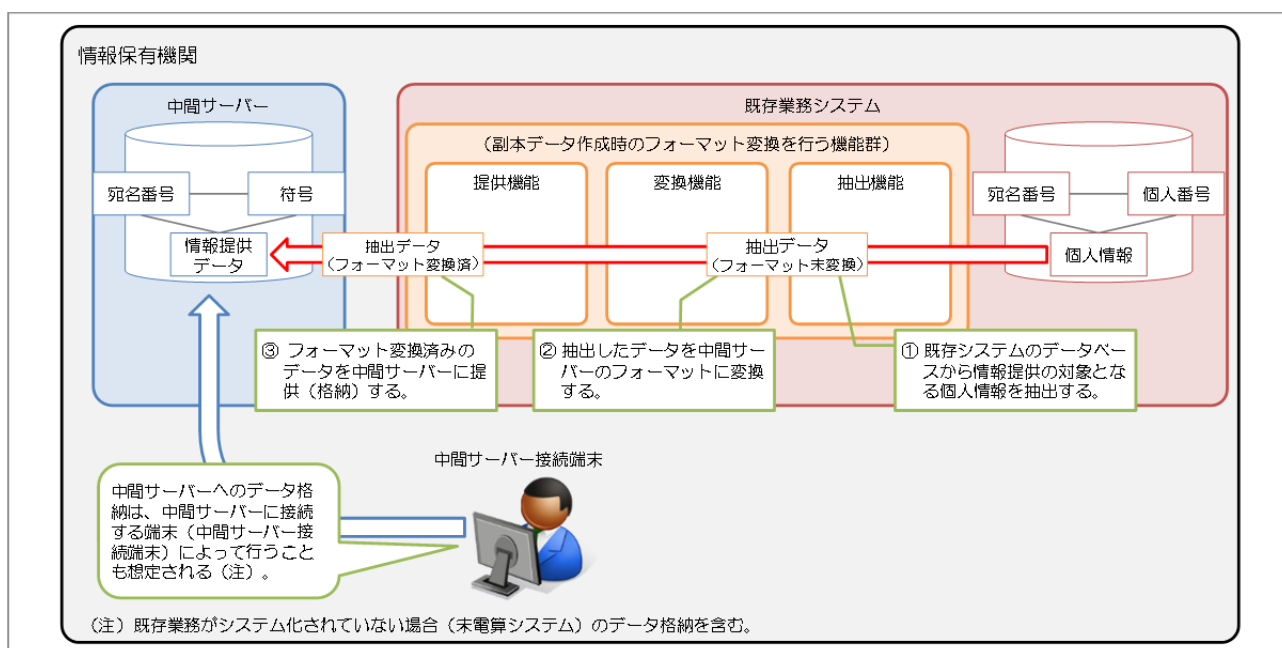 情報保有機関
中間サーバー
既存業務システム
(副本データ作成時のフォーマット変換を行う機能群)
提供機能
変換機能
抽出機能
宛名番号
符号
宛名番号
個人番号
情報提供
データ
抽出データ
(フォーマット変換済)
抽出データ
(フォーマット未変換)
個人情報
③ フォーマット変換済みの
データを中間サーバーに提
供(格納)する。
② 抽出したデータを中間サー
バーのフォーマットに変換
する。
① 既存システムのデータベー
スから情報提供の対象とな
る個人情報を抽出する。
中間サーバー接続端末
中間サーバーへのデータ格
納は、中間サーバーに接続
する端末(中間サーバー接
続端末)によって行うこと
も想定される(注)。
(注)既存業務がシステム化されていない場合(未電算システム)のデータ格納を含む。